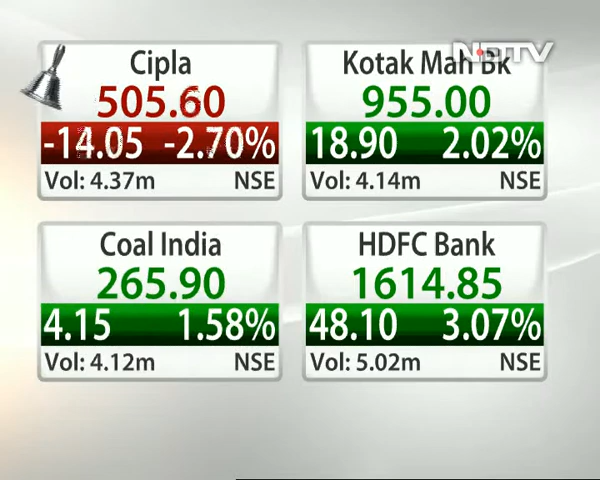 NDTV
Cipla
505.60
-14.05 -2.70%
Vol: 4.37m NSE
Kotak Mah Bk
955.00
18.90 2.02%
Vol: 4.14m NSE
Coal India
265.90
4.15 1.58%
Vol: 4.12m NSE
HDFC Bank
1614.85
48.10 3.07%
Vol: 5.02m NSE